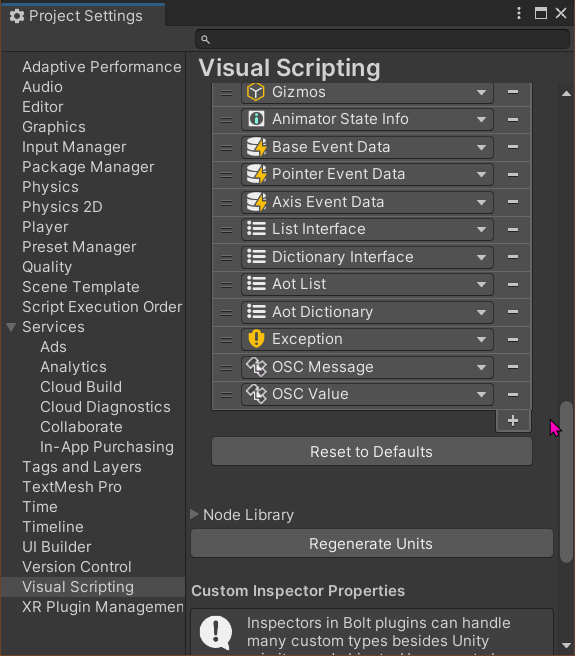 Project Settings
Visual Scripting
Adaptive Performance
Audio
Editor
Graphics
Input Manager
Package Manager
Physics
Physics 2D
Player
Preset Manager
Quality
Scene Template
Script Execution Order
Services
Ads
Analytics
Cloud Build
Cloud Diagnostics
Collaborate
In-App Purchasing
Tags and Layers
TextMesh Pro
Time
Timeline
UI Builder
Version Control
Visual Scripting
XR Plugin Managemen
Gizmos
Animator State Info
Base Event Data
Pointer Event Data
Axis Event Data
List Interface
Dictionary Interface
Aot List
Aot Dictionary
Exception
OSC Message
OSC Value
Reset to Defaults
Node Library
Regenerate Units
Custom Inspector Properties
Inspectors in Bolt plugins can handle
many custom types besides Unity